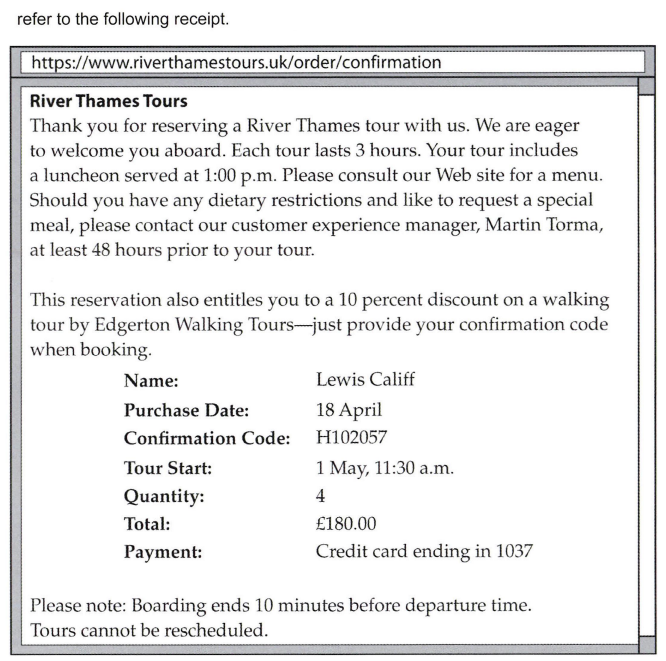 refer to the following receipt.
https://www.riverthamestours.uk/order/confirmation
River Thames Tours
Thank you for reserving a River Thames tour with us. We are eager
to welcome you aboard. Each tour lasts 3 hours. Your tour includes
a luncheon served at 1:00 p.m. Please consult our Web site for a menu.
Should you have any dietary restrictions and like to request a special
meal, please contact our customer experience manager, Martin Torma,
at least 48 hours prior to your tour.
This reservation also entitles you to a 10 percent discount on a walking
tour by Edgerton Walking Tours—just provide your confirmation code
when booking.
Name: Lewis Califf
Purchase Date: 18 April
Confirmation Code: H102057
Tour Start: 1 May, 11:30 a.m.
Quantity: 4
Total: £180.00
Payment: Credit card ending in 1037
Please note: Boarding ends 10 minutes before departure time.
Tours cannot be rescheduled.